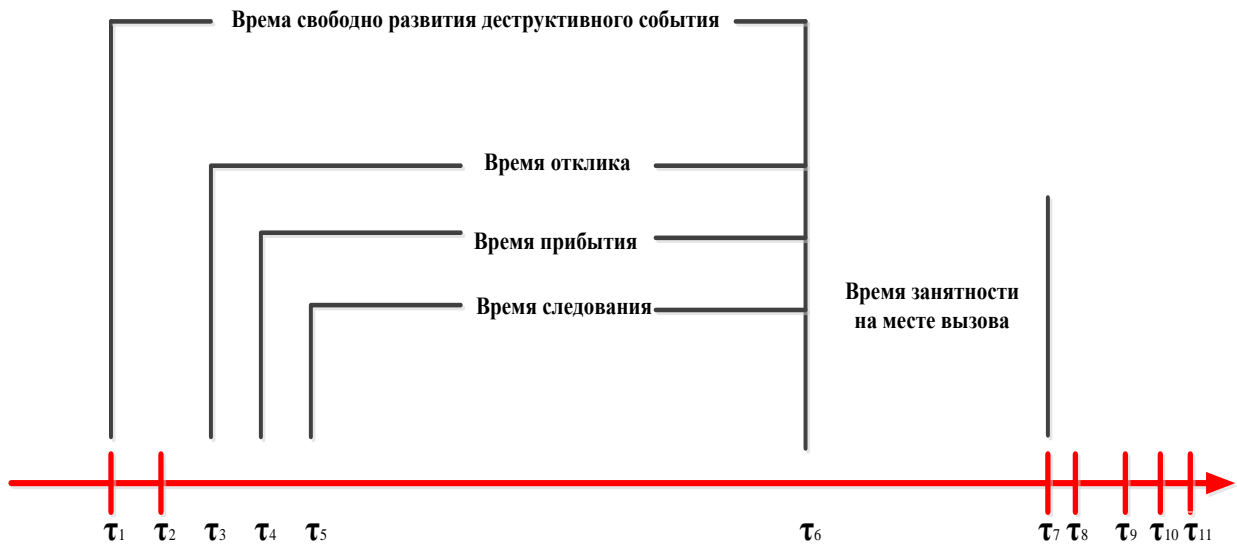 Врема свободно развития деструктивного события
Время отклика
Время прибытия
Время следования
Время занятности
на месте вызова
τ1 τ2 τ3 τ4 τ5 τ6 τ7 τ8 τ9 τ10 τ11